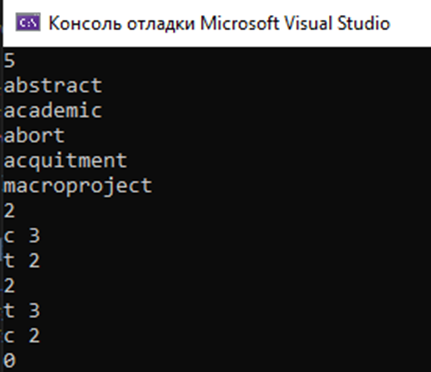 C:\ Консоль отладки Microsoft Visual Studio
5
abstract
academic
abort
acquitment
macroproject
2
c 3
t 2
2
t 3
c 2
0